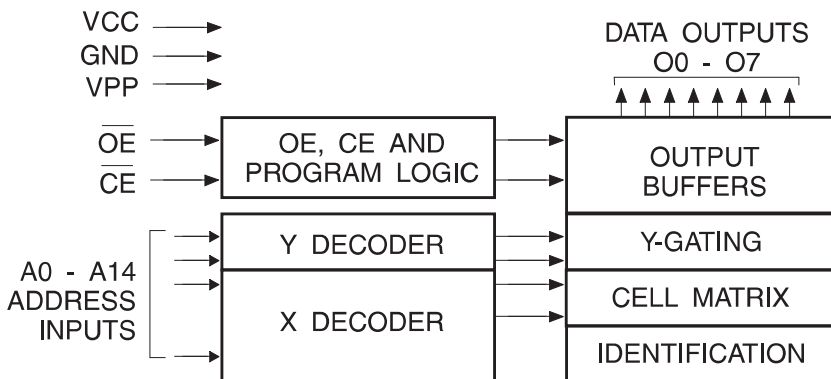 VCC
GND
VPP
OE
CE
A0 - A14
ADDRESS
INPUTS
OE, CE AND
PROGRAM LOGIC
Y DECODER
X DECODER
DATA OUTPUTS
O0 - O7
OUTPUT
BUFFERS
Y-GATING
CELL MATRIX
IDENTIFICATION